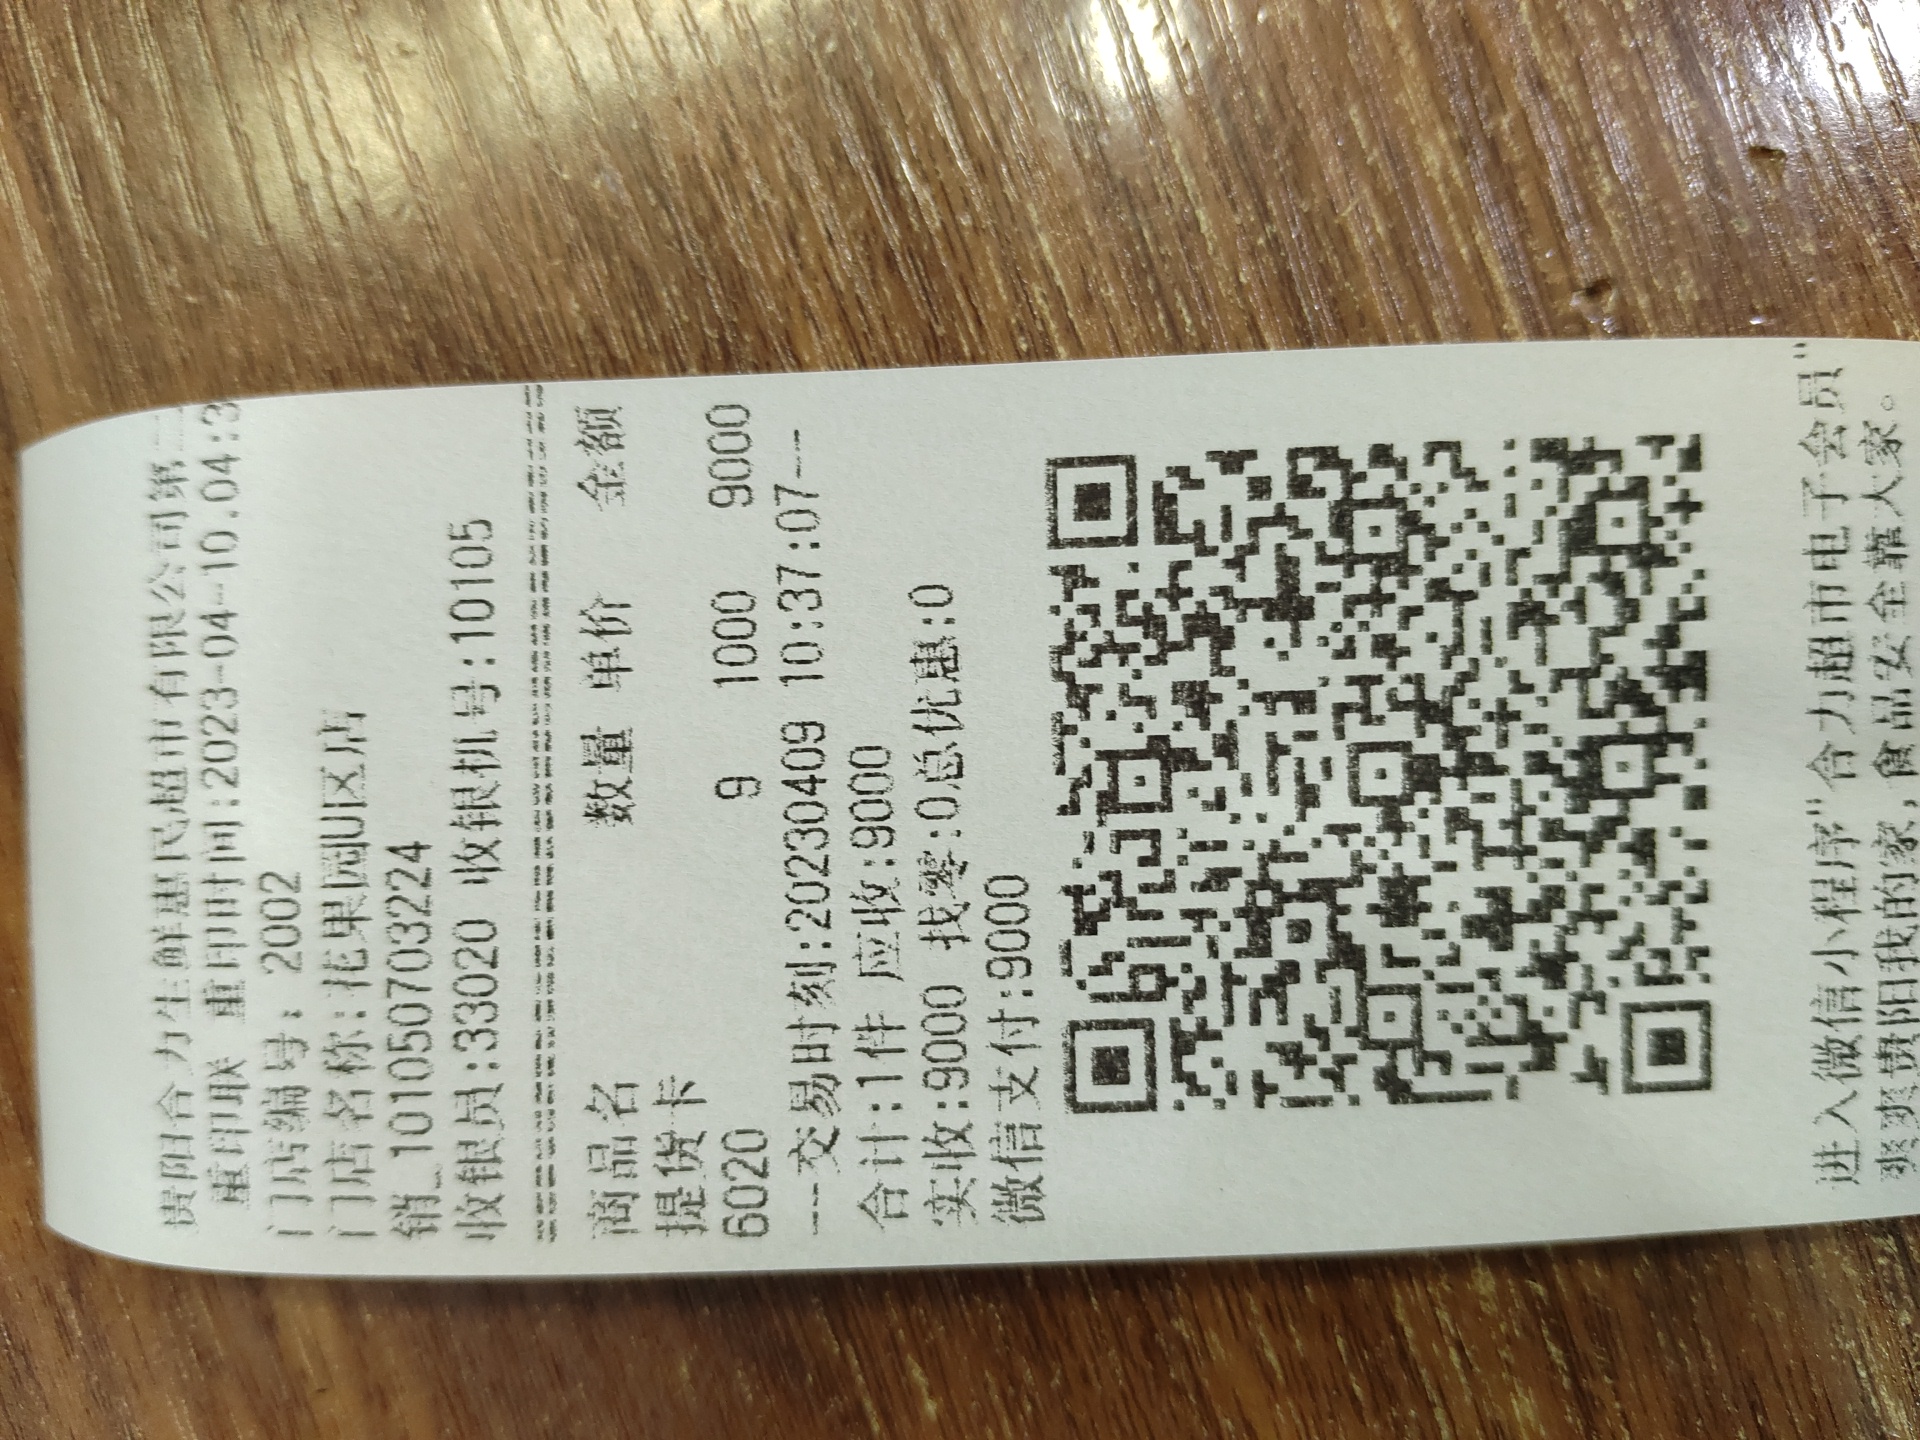 贵阳合力生鲜惠民超市有限公司第二
重印联 重印时间:2023-04-10.04:3
门店编号: 2002
门店名称:花果园U区店
销_101050703224
收银员:33020 收银机号:10105
商品名 数量 单价 金额
提货卡
6020 9 1000 9000
--交易时刻:20230409 10:37:07--
合计:1件 应收:9000
实收:9000 找零:0总优惠:0
微信支付:9000
进入微信小程序"合力超市电子会员"
爽爽贵阳我的家,食品安全靠大家。